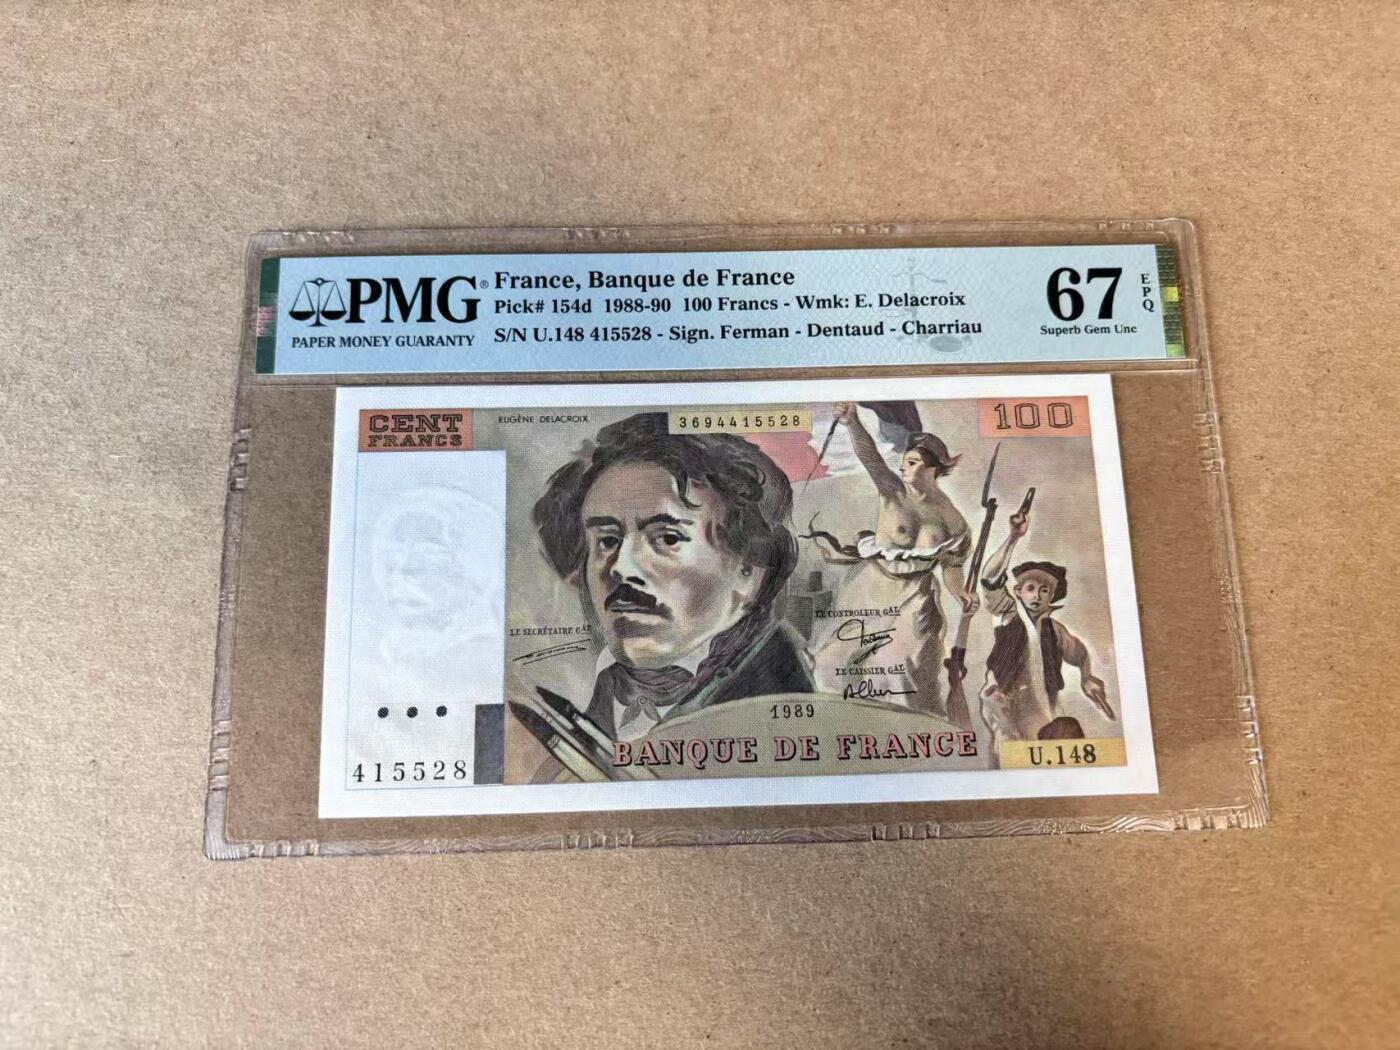 PMG®
PAPER MONEY GUARANTY
France, Banque de France
Pick# 154d 1988-90 100 Francs - Wmk: E. Delacroix
S/N U.148 415528 - Sign. Ferman - Dentaud - Charriau
67
EPQ
Superb Gem Unc
CENT
FRANCS
EUGÈNE DELACROIX
3694415528
100
LE SECRÉTAIRE GAL
LE CONTROLEUR GAL
LE CAISSIER GAL
1989
BANQUE DE FRANCE
415528
U.148